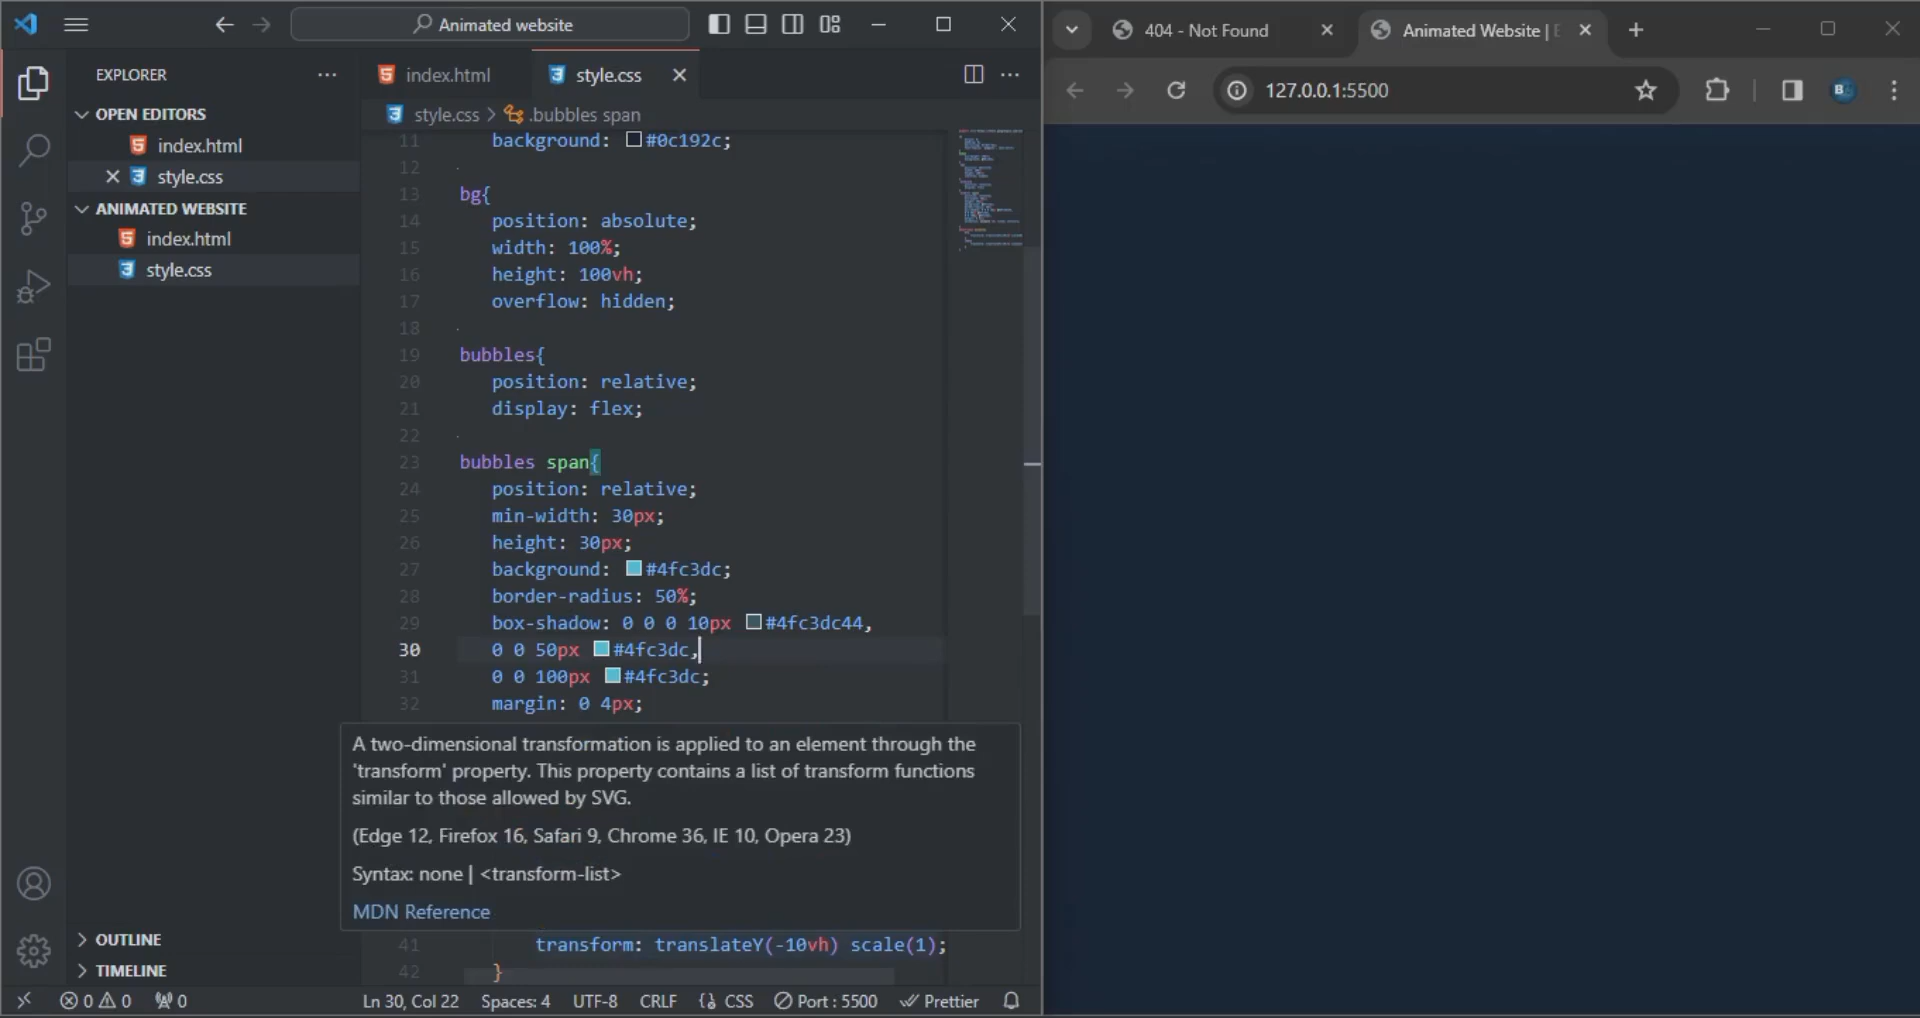 Animated website
404 - Not Found
Animated Website |
127.0.0.1:5500
EXPLORER
OPEN EDITORS
index.html
style.css
ANIMATED WEBSITE
index.html
style.css
OUTLINE
TIMELINE
index.html
style.css
style.css > .bubbles span
11 background: #0c192c;
12
13 bg{
14 position: absolute;
15 width: 100%;
16 height: 100vh;
17 overflow: hidden;
18
19 bubbles{
20 position: relative;
21 display: flex;
22
23 bubbles span{
24 position: relative;
25 min-width: 30px;
26 height: 30px;
27 background: #4fc3dc;
28 border-radius: 50%;
29 box-shadow: 0 0 0 10px #4fc3dc44,
30 0 0 50px #4fc3dc,
31 0 0 100px #4fc3dc;
32 margin: 0 4px;
A two-dimensional transformation is applied to an element through the
'transform' property. This property contains a list of transform functions
similar to those allowed by SVG.
(Edge 12, Firefox 16, Safari 9, Chrome 36, IE 10, Opera 23)
Syntax: none | <transform-list>
MDN Reference
41 transform: translateY(-10vh) scale(1);
42 }
0 0 0 Ln 30, Col 22 Spaces: 4 UTF-8 CRLF CSS Port : 5500 Prettier